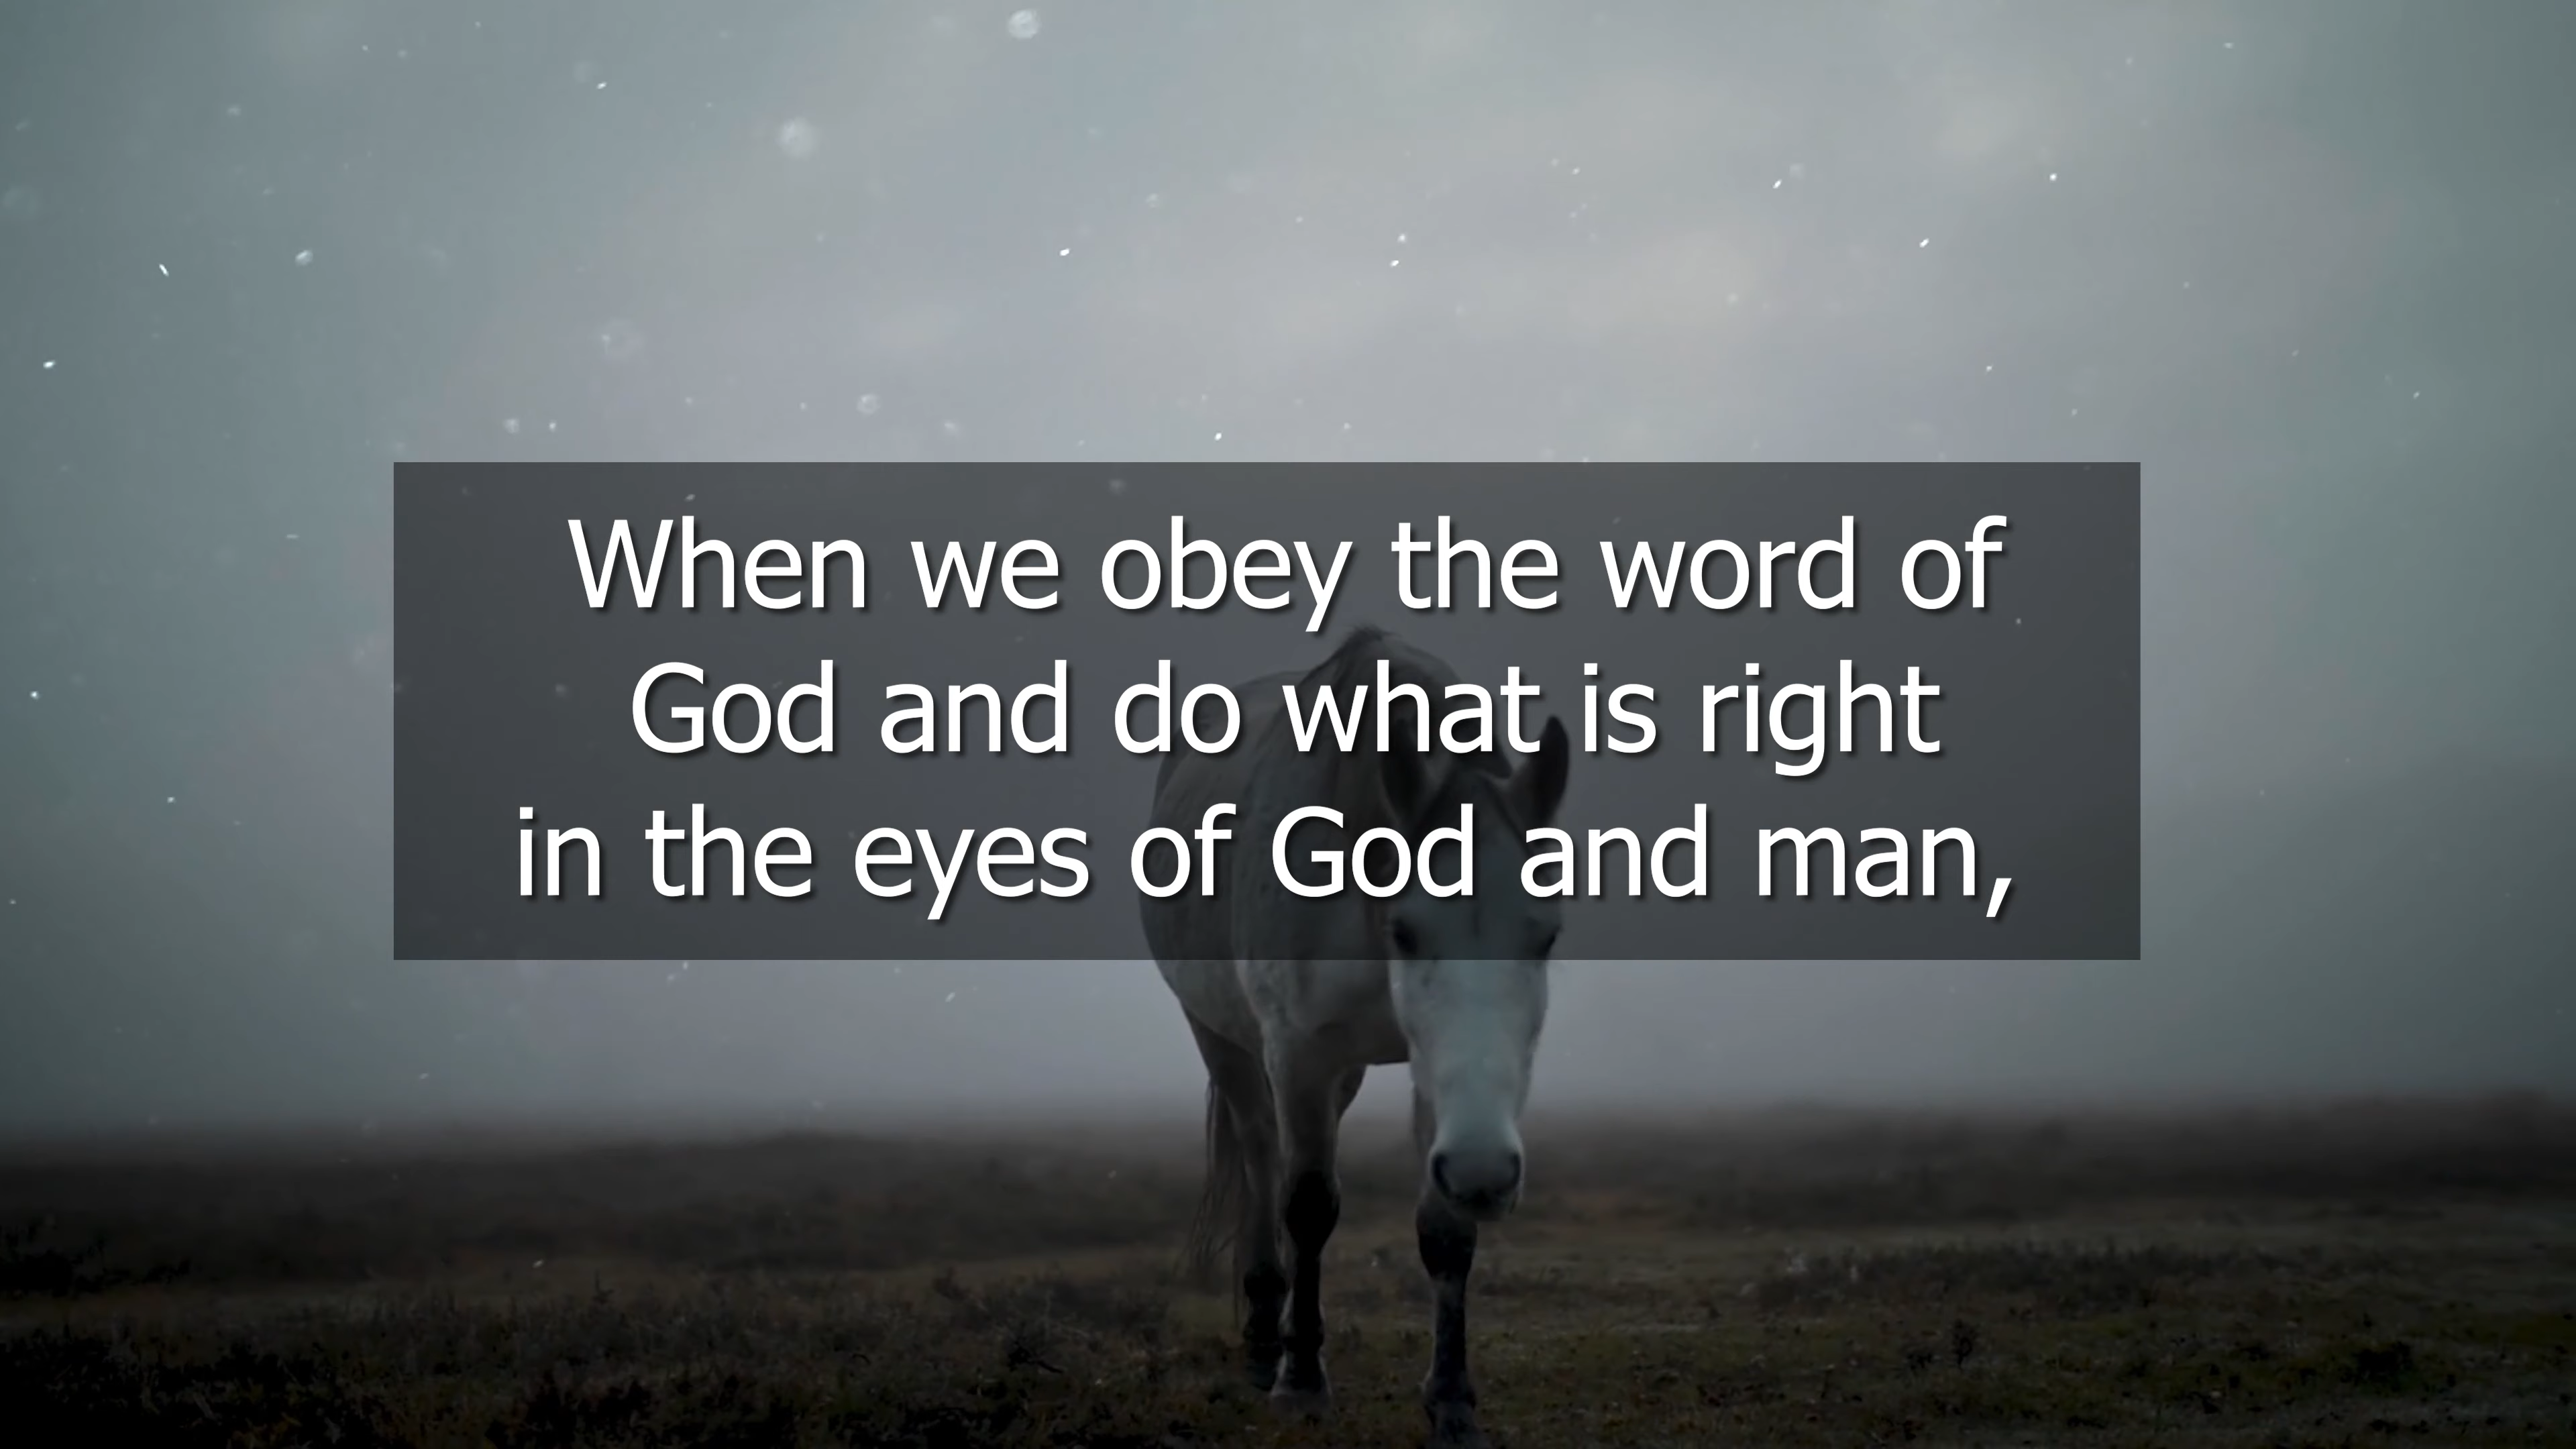 When we obey the word of
God and do what is right
in the eyes of God and man,